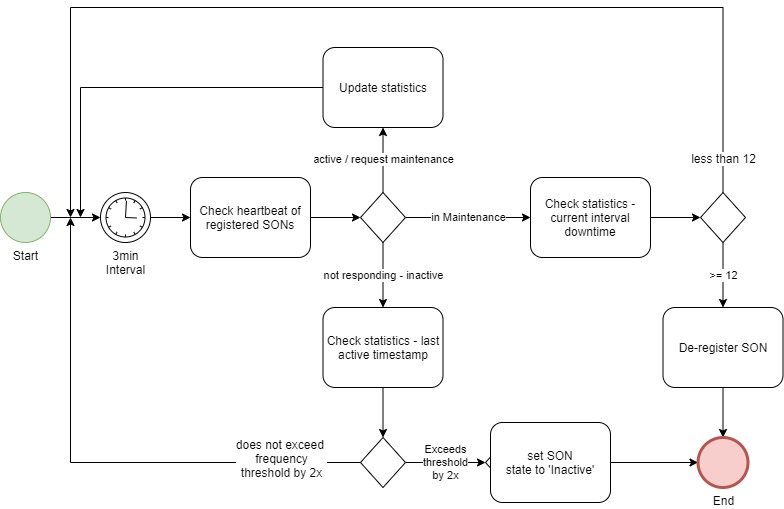 Update statistics
active / request maintenance
less than 12
Check heartbeat of
registered SONs
in Maintenance
Check statistics -
current interval
downtime
Start
3min
Interval
not responding - inactive
>= 12
Check statistics - last
active timestamp
De-register SON
does not exceed
frequency
threshold by 2x
Exceeds
threshold
by 2x
set SON
state to 'Inactive'
End